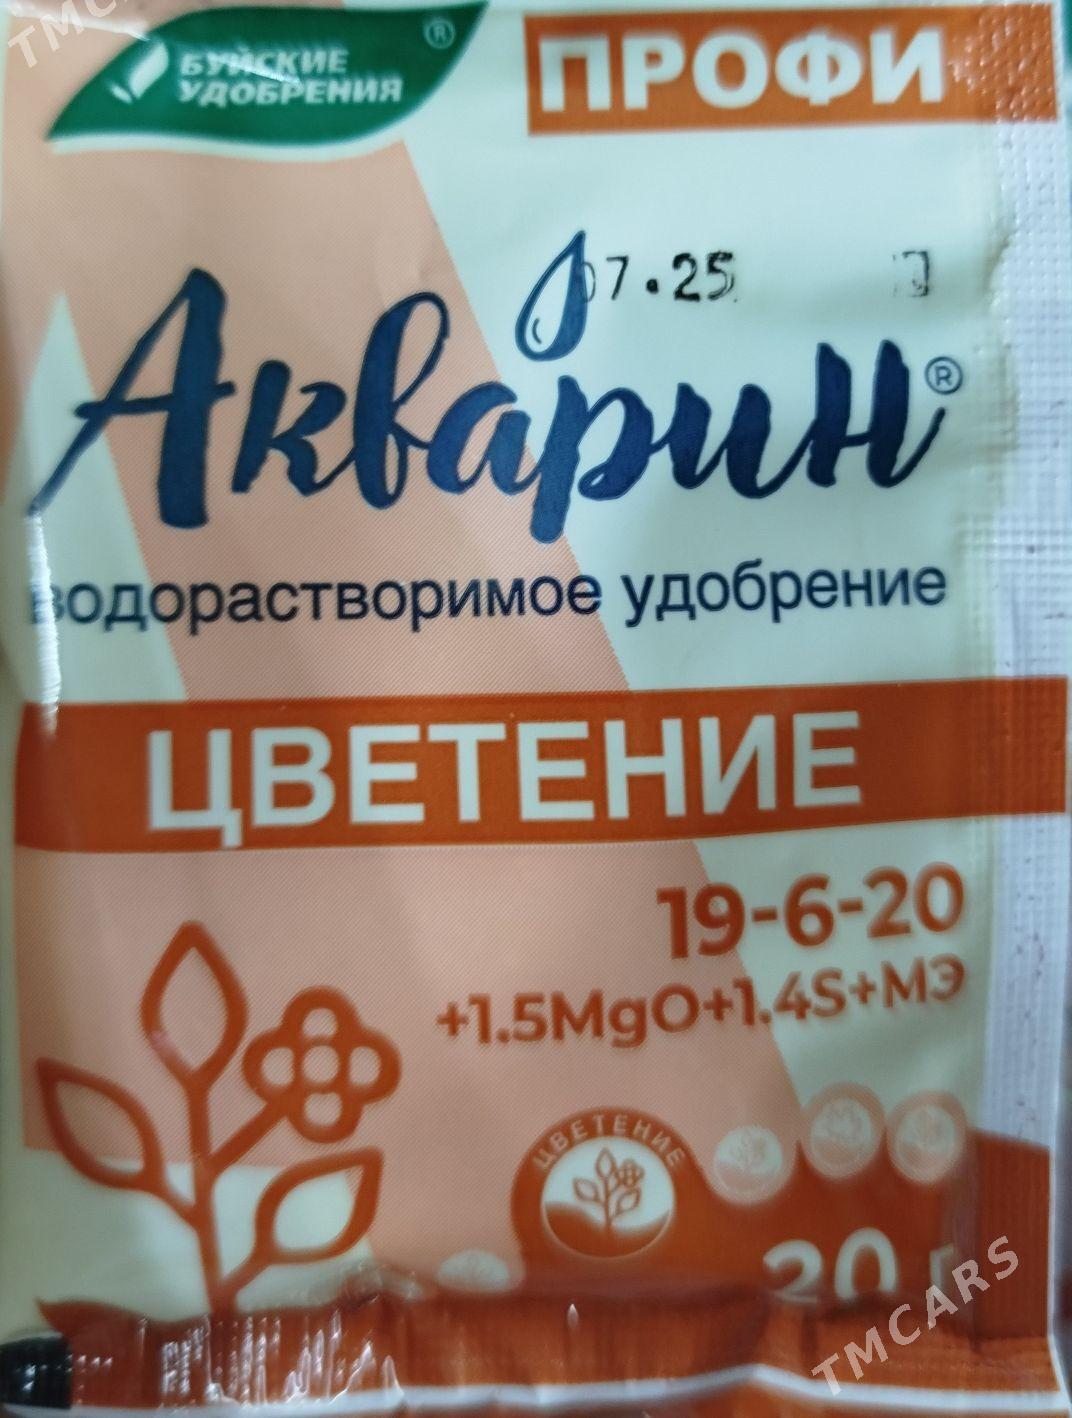 БУЙСКИЕ
УДОБРЕНИЯ
®
ПРОФИ
07.25
Акварин®
водорастворимое удобрение
ЦВЕТЕНИЕ
19-6-20
+1.5MgO+1.4S+МЭ
ЦВЕТЕНИЕ
20 г
TMCARS